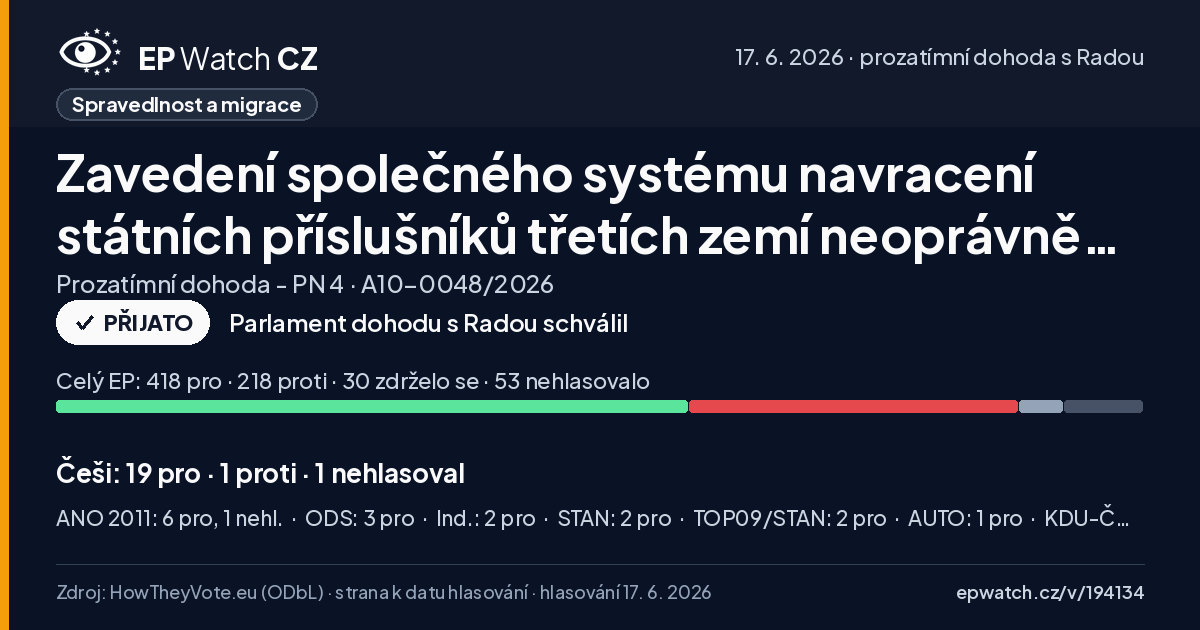 EP Watch CZ
17. 6. 2026 · prozatímní dohoda s Radou
Spravedlnost a migrace
Zavedení společného systému navracení
státních příslušníků třetích zemí neoprávně…
Prozatímní dohoda - PN 4 · A10-0048/2026
✓ PŘIJATO
Parlament dohodu s Radou schválil
Celý EP: 418 pro · 218 proti · 30 zdrželo se · 53 nehlasovalo
Češi: 19 pro · 1 proti · 1 nehlasoval
ANO 2011: 6 pro, 1 nehl. · ODS: 3 pro · Ind.: 2 pro · STAN: 2 pro · TOP09/STAN: 2 pro · AUTO: 1 pro · KDU-Č…
Zdroj: HowTheyVote.eu (ODbL) · strana k datu hlasování · hlasování 17. 6. 2026
epwatch.cz/v/194134